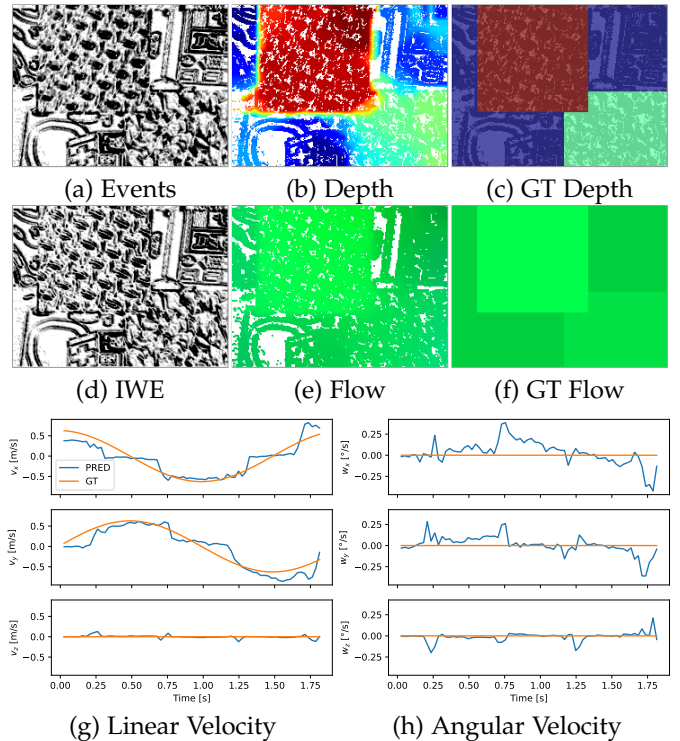 (a) Events (b) Depth (c) GT Depth
(d) IWE (e) Flow (f) GT Flow
0.5
0.0
−0.5
v_x [m/s]
PRED
GT
0.25
0.00
−0.25
w_x [°/s]
0.5
0.0
−0.5
v_y [m/s]
0.25
0.00
−0.25
w_y [°/s]
0.5
0.0
−0.5
v_z [m/s]
0.25
0.00
−0.25
w_z [°/s]
0.00 0.25 0.50 0.75 1.00 1.25 1.50 1.75
Time [s]
0.00 0.25 0.50 0.75 1.00 1.25 1.50 1.75
Time [s]
(g) Linear Velocity (h) Angular Velocity